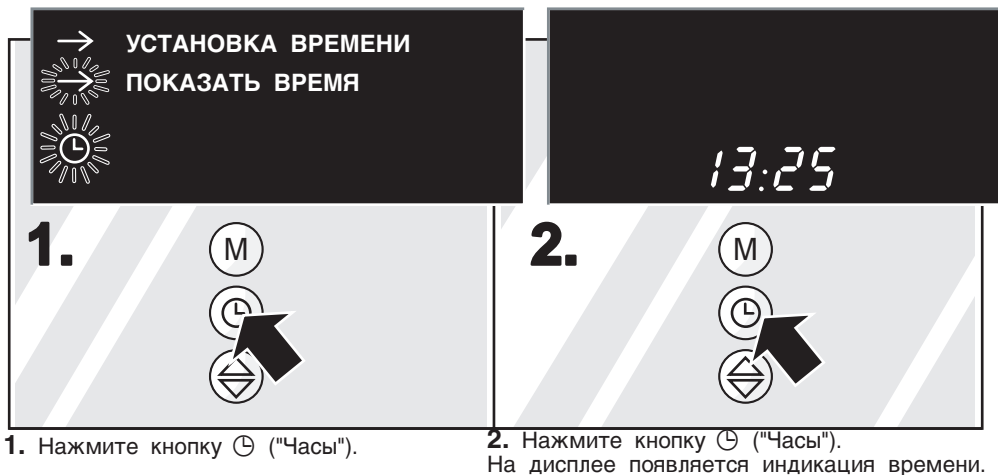 → УСТАНОВКА ВРЕМЕНИ
→ ПОКАЗАТЬ ВРЕМЯ
13:25
1.
M
2.
M
1. Нажмите кнопку ("Часы").
2. Нажмите кнопку ("Часы").
На дисплее появляется индикация времени.